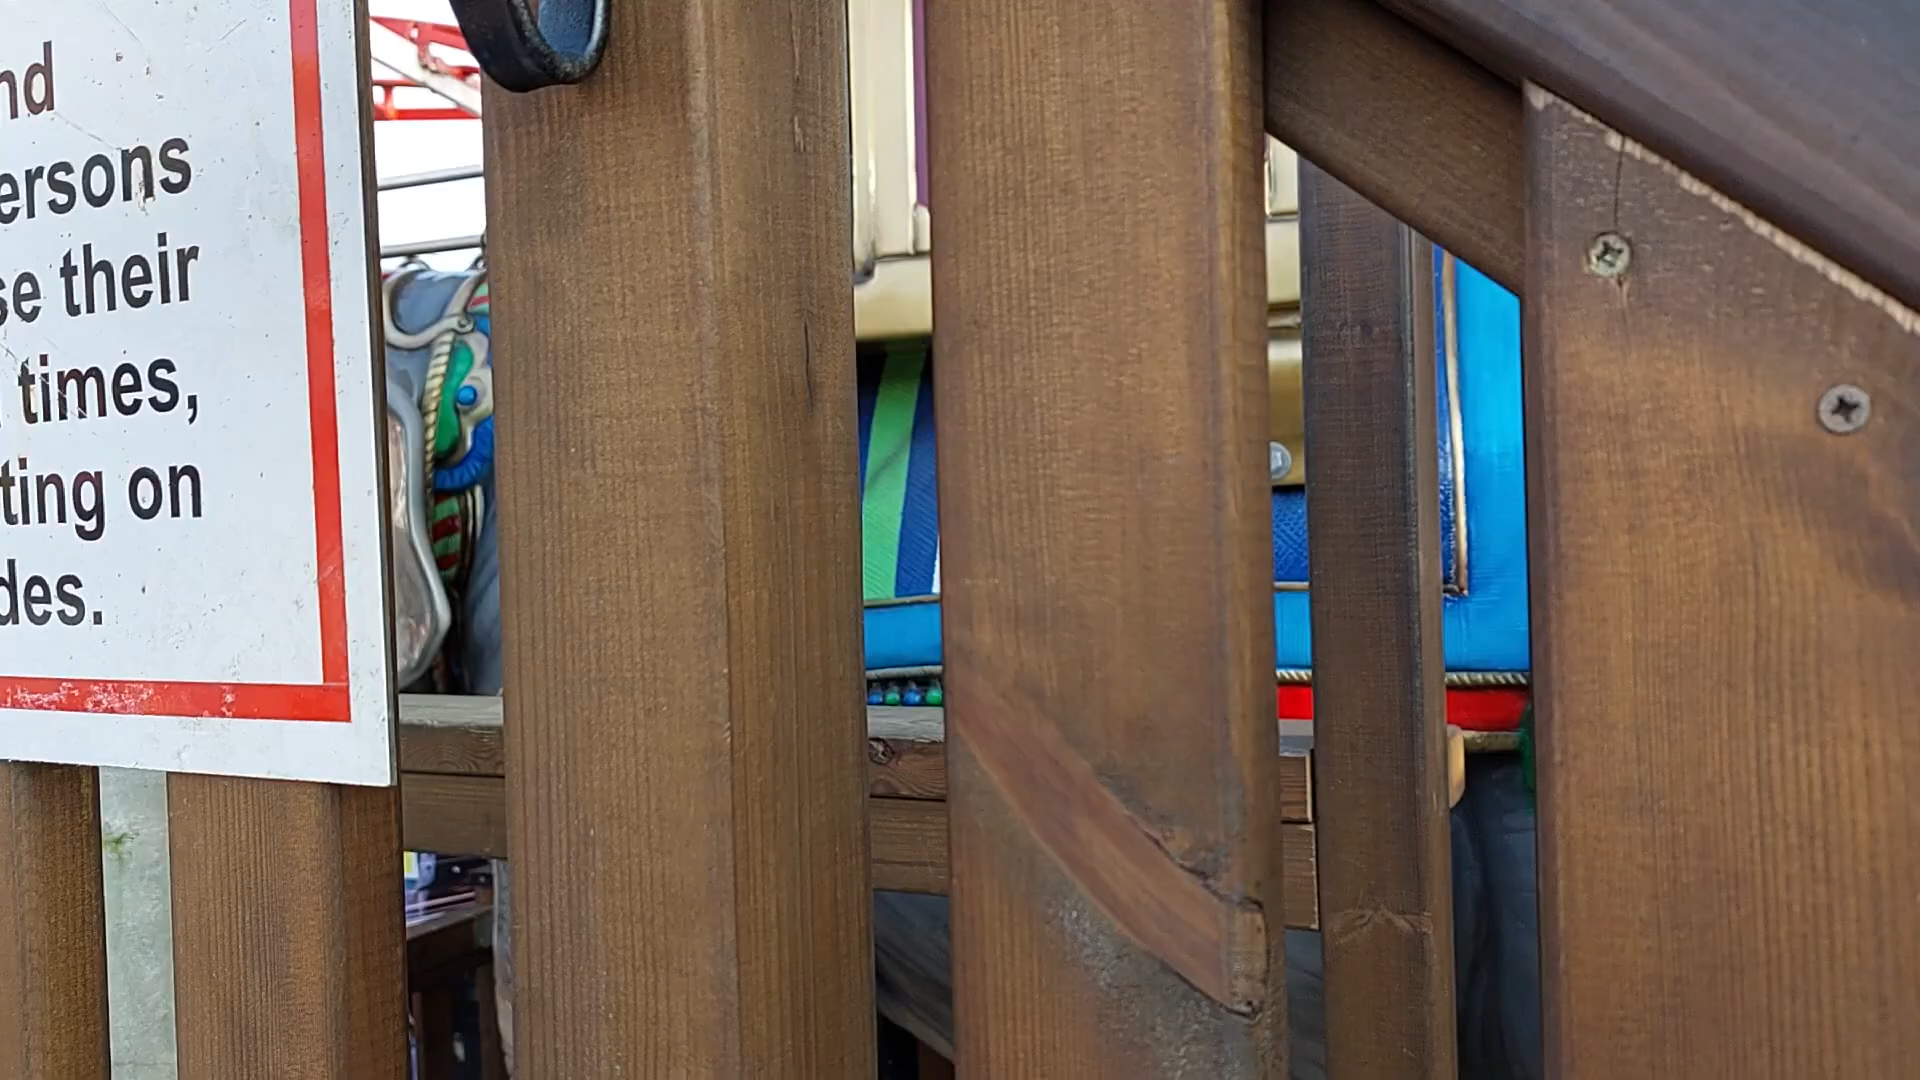 nd
ersons
se their
times,
ting on
des.